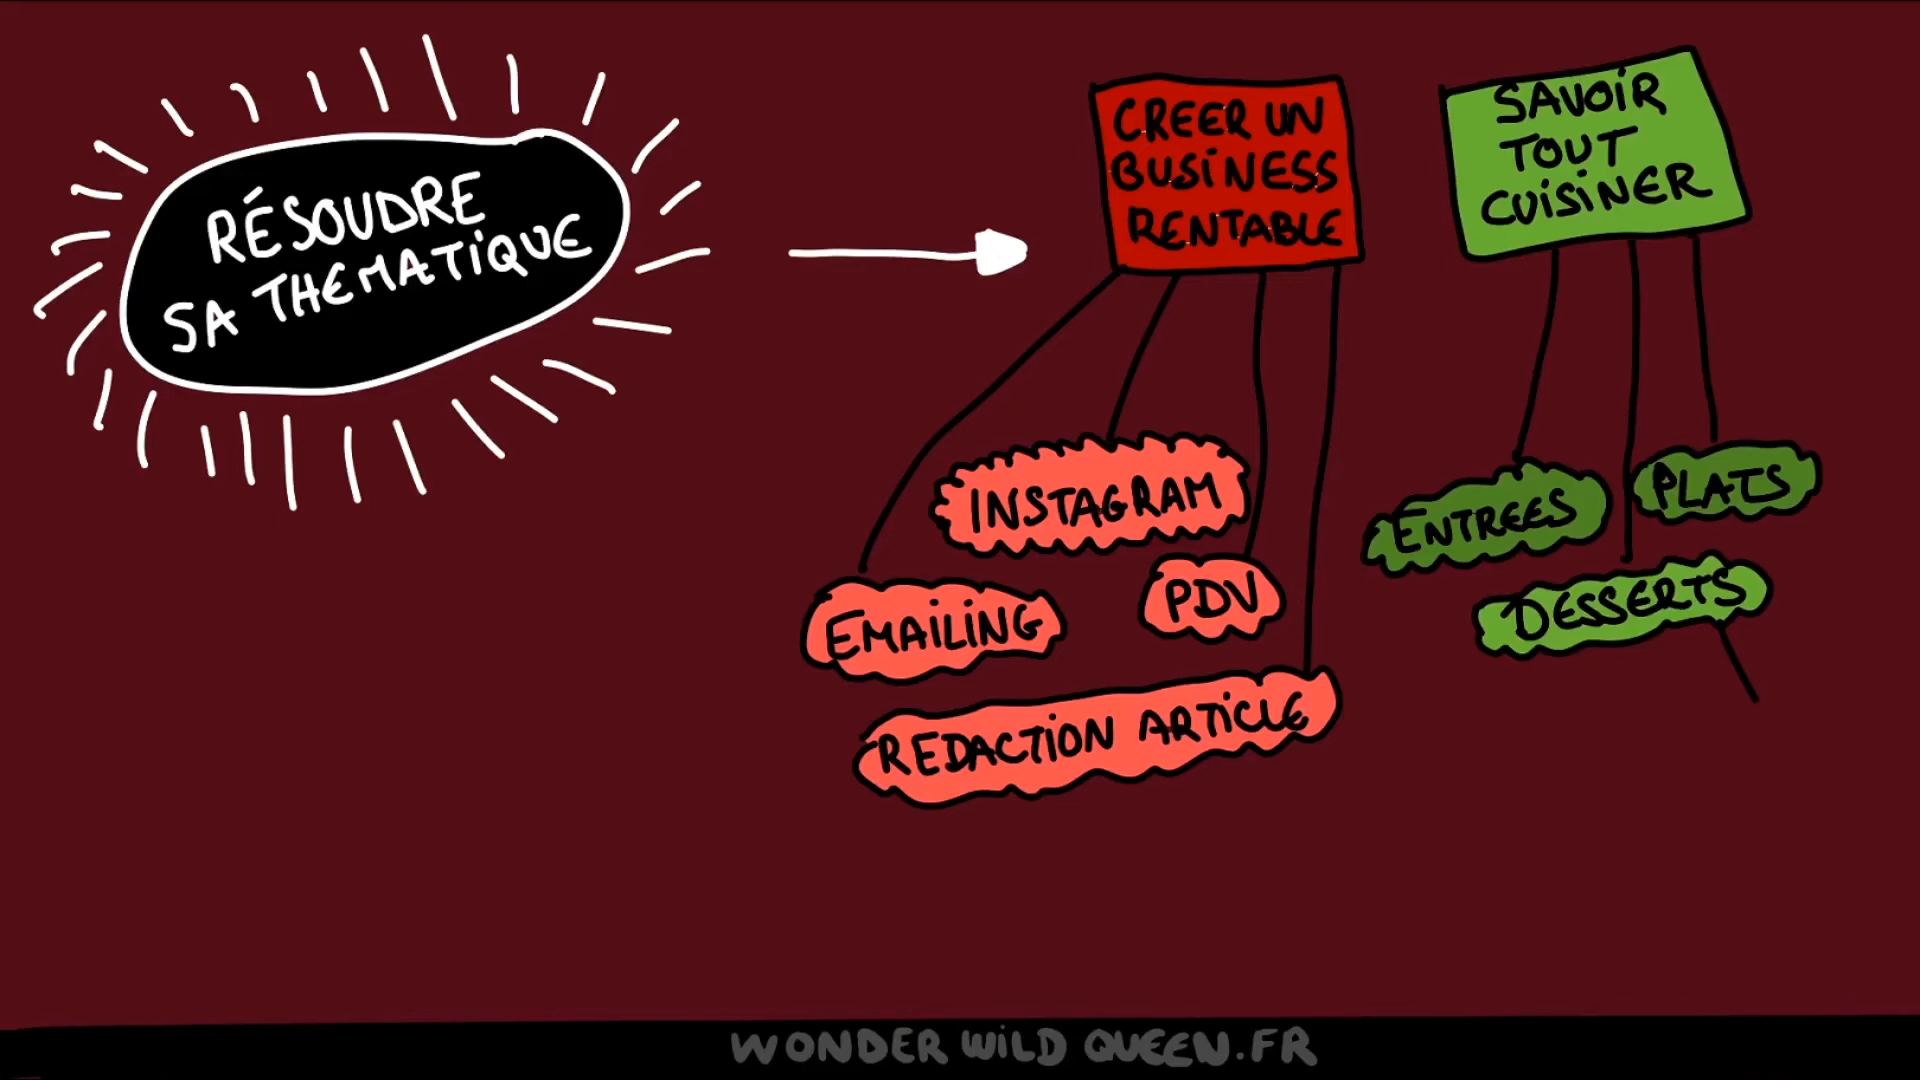 RÉSOUDRE
SA THEMATIQUE
CREER UN
BUSINESS
RENTABLE
SAVOIR
TOUT
CUISINER
INSTAGRAM
EMAILING
PDV
REDACTION ARTICLE
ENTREES
PLATS
DESSERTS
WONDER WILD QUEEN.FR